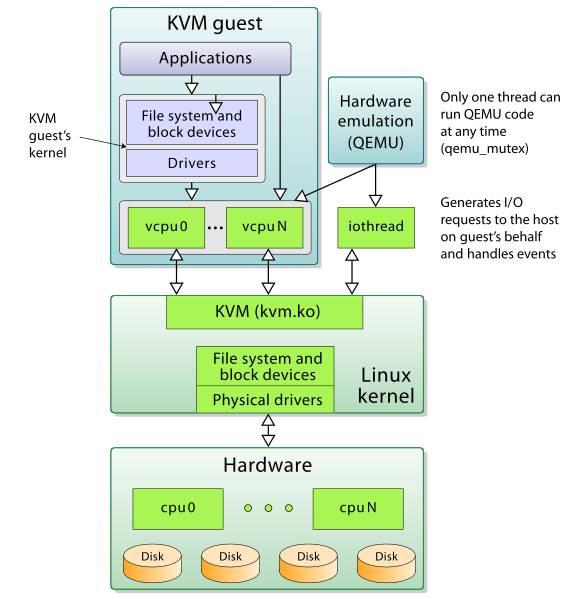 KVM guest
Applications
File system and
block devices
Drivers
KVM
guest's
kernel
vcpu0
vcpuN
Hardware
emulation
(QEMU)
Only one thread can
run QEMU code
at any time
(qemu_mutex)
iothread
Generates I/O
requests to the host
on guest's behalf
and handles events
KVM (kvm.ko)
File system and
block devices
Physical drivers
Linux
kernel
Hardware
cpu0
cpuN
Disk
Disk
Disk
Disk